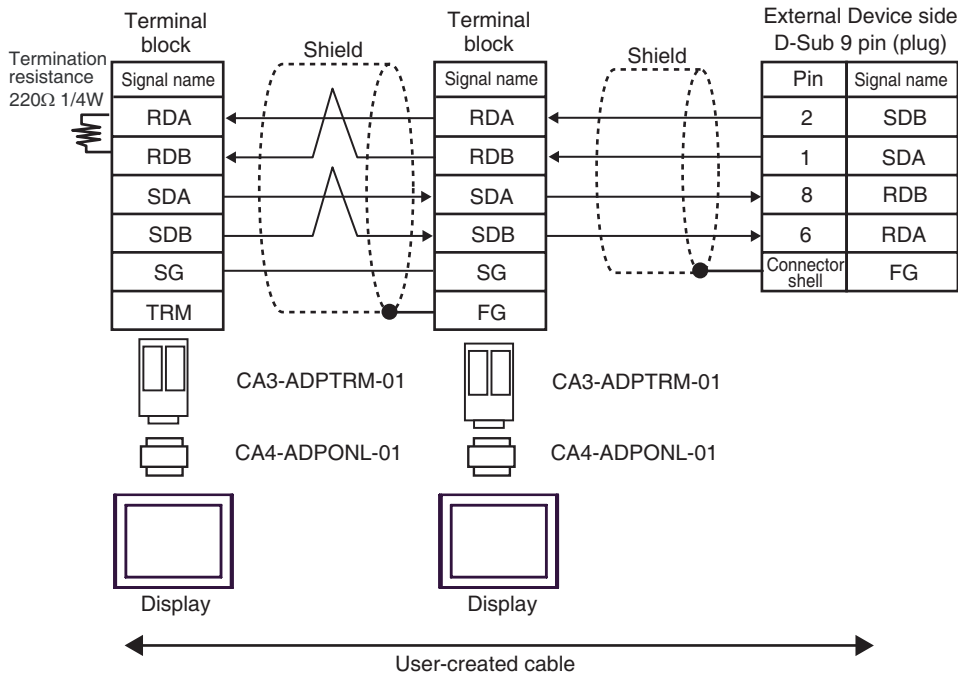 Terminal
block
Terminal
block
External Device side
D-Sub 9 pin (plug)
Termination
resistance
220Ω 1/4W
Shield
Shield
Signal name
RDA
RDB
SDA
SDB
SG
TRM
Signal name
RDA
RDB
SDA
SDB
SG
FG
Pin Signal name
2 SDB
1 SDA
8 RDB
6 RDA
Connector
shell
FG
CA3-ADPTRM-01
CA3-ADPTRM-01
CA4-ADPONL-01
CA4-ADPONL-01
Display
Display
User-created cable